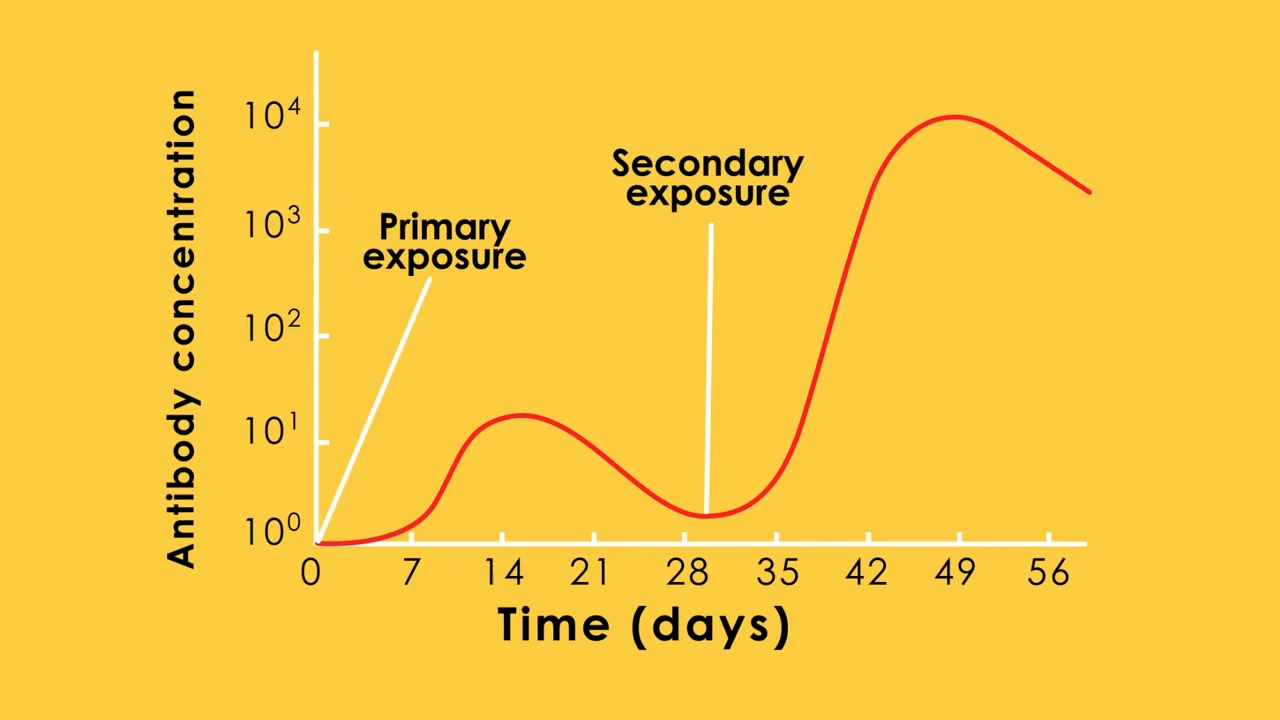 Antibody concentration
10⁴
10³
10²
10¹
10⁰
Primary
exposure
Secondary
exposure
0 7 14 21 28 35 42 49 56
Time (days)